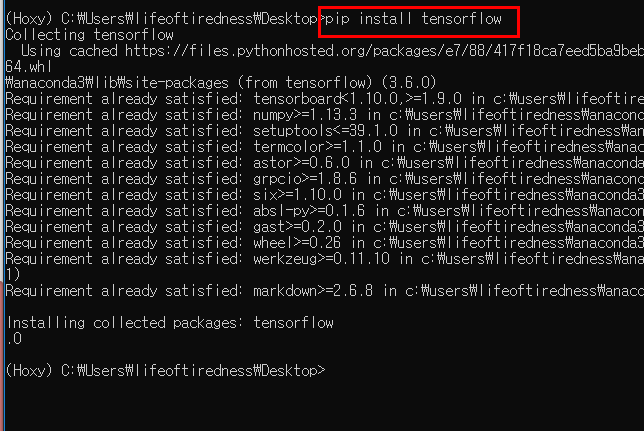 (Hoxy) C:₩Users₩lifeoftiredness₩Desktop>pip install tensorflow
Collecting tensorflow
  Using cached https://files.pythonhosted.org/packages/e7/88/417f18ca7eed5ba9beb
64.whl
₩anaconda3₩lib₩site-packages (from tensorflow) (3.6.0)
Requirement already satisfied: tensorboard<1.10.0,>=1.9.0 in c:₩users₩lifeoftire
Requirement already satisfied: numpy>=1.13.3 in c:₩users₩lifeoftiredness₩anacond
Requirement already satisfied: setuptools<=39.1.0 in c:₩users₩lifeoftiredness₩an
Requirement already satisfied: termcolor>=1.1.0 in c:₩users₩lifeoftiredness₩anac
Requirement already satisfied: astor>=0.6.0 in c:₩users₩lifeoftiredness₩anaconda
Requirement already satisfied: grpcio>=1.8.6 in c:₩users₩lifeoftiredness₩anacond
Requirement already satisfied: six>=1.10.0 in c:₩users₩lifeoftiredness₩anaconda3
Requirement already satisfied: absl-py>=0.1.6 in c:₩users₩lifeoftiredness₩anacon
Requirement already satisfied: gast>=0.2.0 in c:₩users₩lifeoftiredness₩anaconda3
Requirement already satisfied: wheel>=0.26 in c:₩users₩lifeoftiredness₩anaconda3
Requirement already satisfied: werkzeug>=0.11.10 in c:₩users₩lifeoftiredness₩ana
1)
Requirement already satisfied: markdown>=2.6.8 in c:₩users₩lifeoftiredness₩anaco
Installing collected packages: tensorflow
.0
(Hoxy) C:₩Users₩lifeoftiredness₩Desktop>